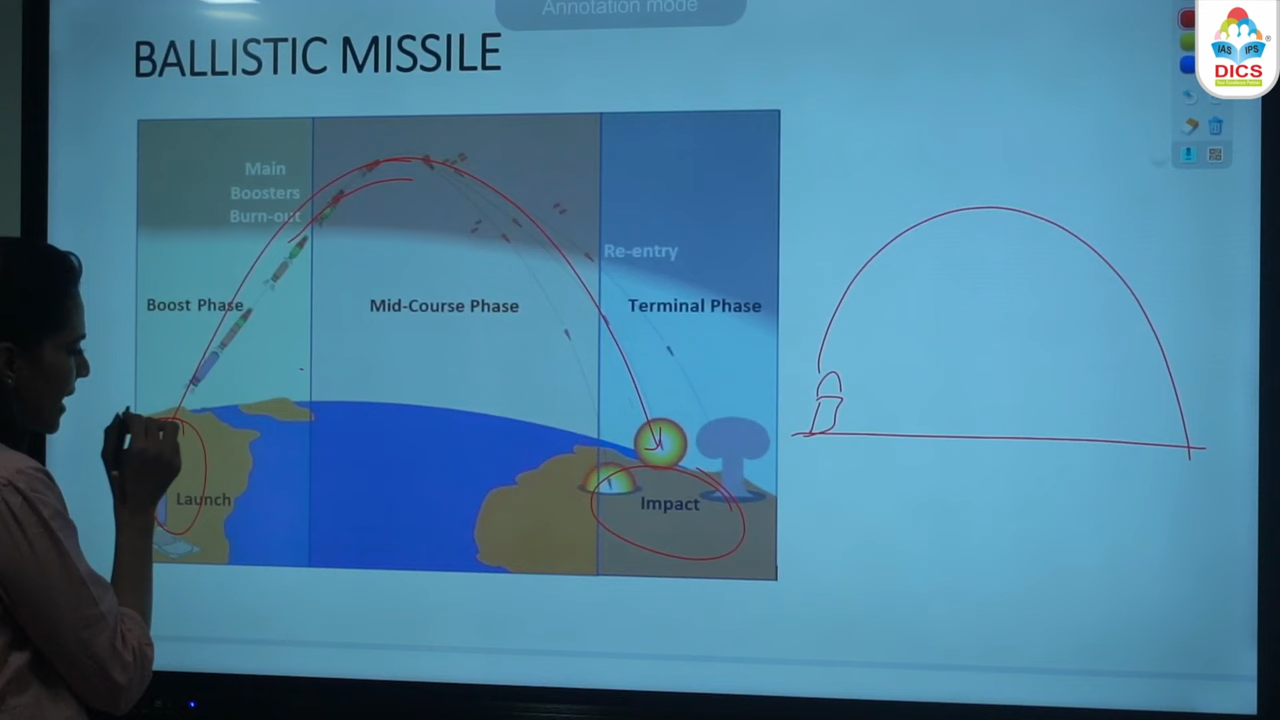 Annotation mode
BALLISTIC MISSILE
IAS IPS
DICS
Main
Boosters
Burn-out
Re-entry
Boost Phase
Mid-Course Phase
Terminal Phase
Launch
Impact